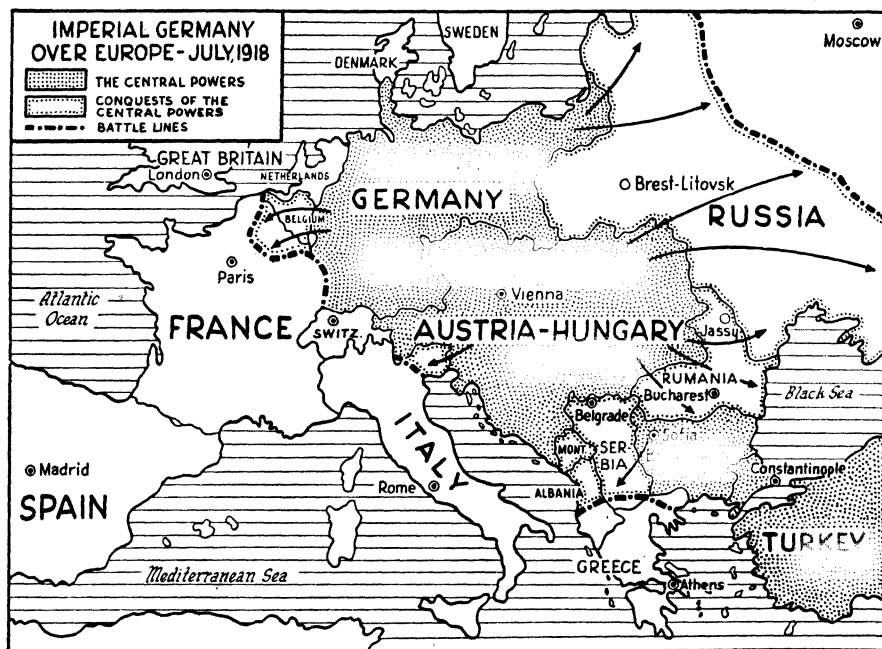 IMPERIAL GERMANY
OVER EUROPE-JULY, 1918
THE CENTRAL POWERS
CONQUESTS OF THE
CENTRAL POWERS
BATTLE LINES
SWEDEN
DENMARK
Moscow
GREAT BRITAIN
London
NETHERLANDS
BELGIUM
GERMANY
Brest-Litovsk
RUSSIA
Paris
Atlantic
Ocean
Vienna
FRANCE
SWITZ.
AUSTRIA-HUNGARY
Jassy
RUMANIA
Bucharest
Black Sea
Belgrade
ITALY
MONT.
SER-
BIA
Sofia
Madrid
SPAIN
Rome
ALBANIA
Constantinople
TURKEY
GREECE
Mediterranean Sea
Athens